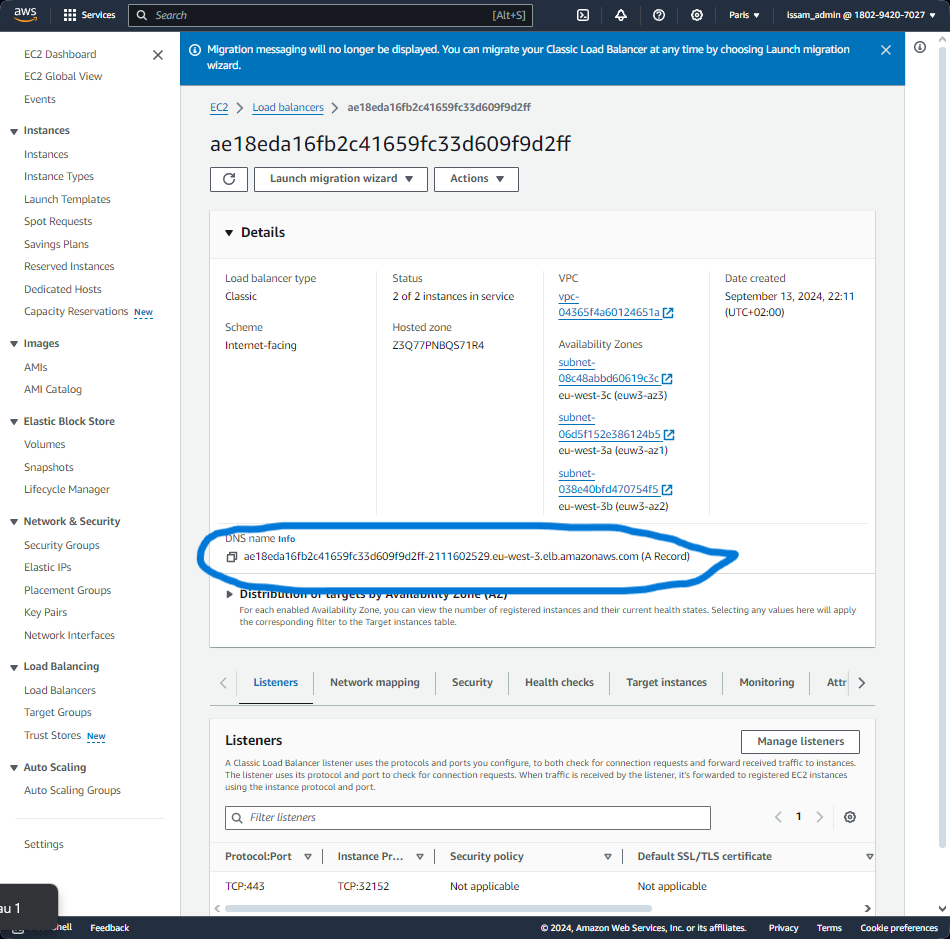 aws
Services
Search
[Alt+S]
Paris
issam_admin @ 1802-9420-7027
EC2 Dashboard
EC2 Global View
Events
Instances
Instances
Instance Types
Launch Templates
Spot Requests
Savings Plans
Reserved Instances
Dedicated Hosts
Capacity Reservations New
Images
AMIs
AMI Catalog
Elastic Block Store
Volumes
Snapshots
Lifecycle Manager
Network & Security
Security Groups
Elastic IPs
Placement Groups
Key Pairs
Network Interfaces
Load Balancing
Load Balancers
Target Groups
Trust Stores New
Auto Scaling
Auto Scaling Groups
Settings
Migration messaging will no longer be displayed. You can migrate your Classic Load Balancer at any time by choosing Launch migration
wizard.
EC2 > Load balancers > ae18eda16fb2c41659fc33d609f9d2ff
ae18eda16fb2c41659fc33d609f9d2ff
Launch migration wizard
Actions
Details
Load balancer type
Classic
Scheme
Internet-facing
Status
2 of 2 instances in service
Hosted zone
Z3Q77PNBQS71R4
VPC
vpc-
04365f4a60124651a
Availability Zones
subnet-
08c48abbd60619c3c
eu-west-3c (euw3-az3)
subnet-
06d5f152e386124b5
eu-west-3a (euw3-az1)
subnet-
038e40bfd470754f5
eu-west-3b (euw3-az2)
Date created
September 13, 2024, 22:11
(UTC+02:00)
DNS name Info
ae18eda16fb2c41659fc33d609f9d2ff-2111602529.eu-west-3.elb.amazonaws.com (A Record)
Distribution of targets by Availability Zone (AZ)
For each enabled Availability Zone, you can view the number of registered instances and their current health states. Selecting any values here will apply
the corresponding filter to the Target instances table.
Listeners
Network mapping
Security
Health checks
Target instances
Monitoring
Attr
Listeners
Manage listeners
A Classic Load Balancer listener uses the protocols and ports you configure, to both check for connection requests and forward received traffic to instances.
The listener uses its protocol and port to check for connection requests. When traffic is received by the listener, it's forwarded to registered EC2 instances
using the instance protocol and port.
Filter listeners
1
Protocol:Port
Instance Pr...
Security policy
Default SSL/TLS certificate
TCP:443
TCP:32152
Not applicable
Not applicable
au 1
hell
Feedback
© 2024, Amazon Web Services, Inc. or its affiliates.
Privacy
Terms
Cookie preferences